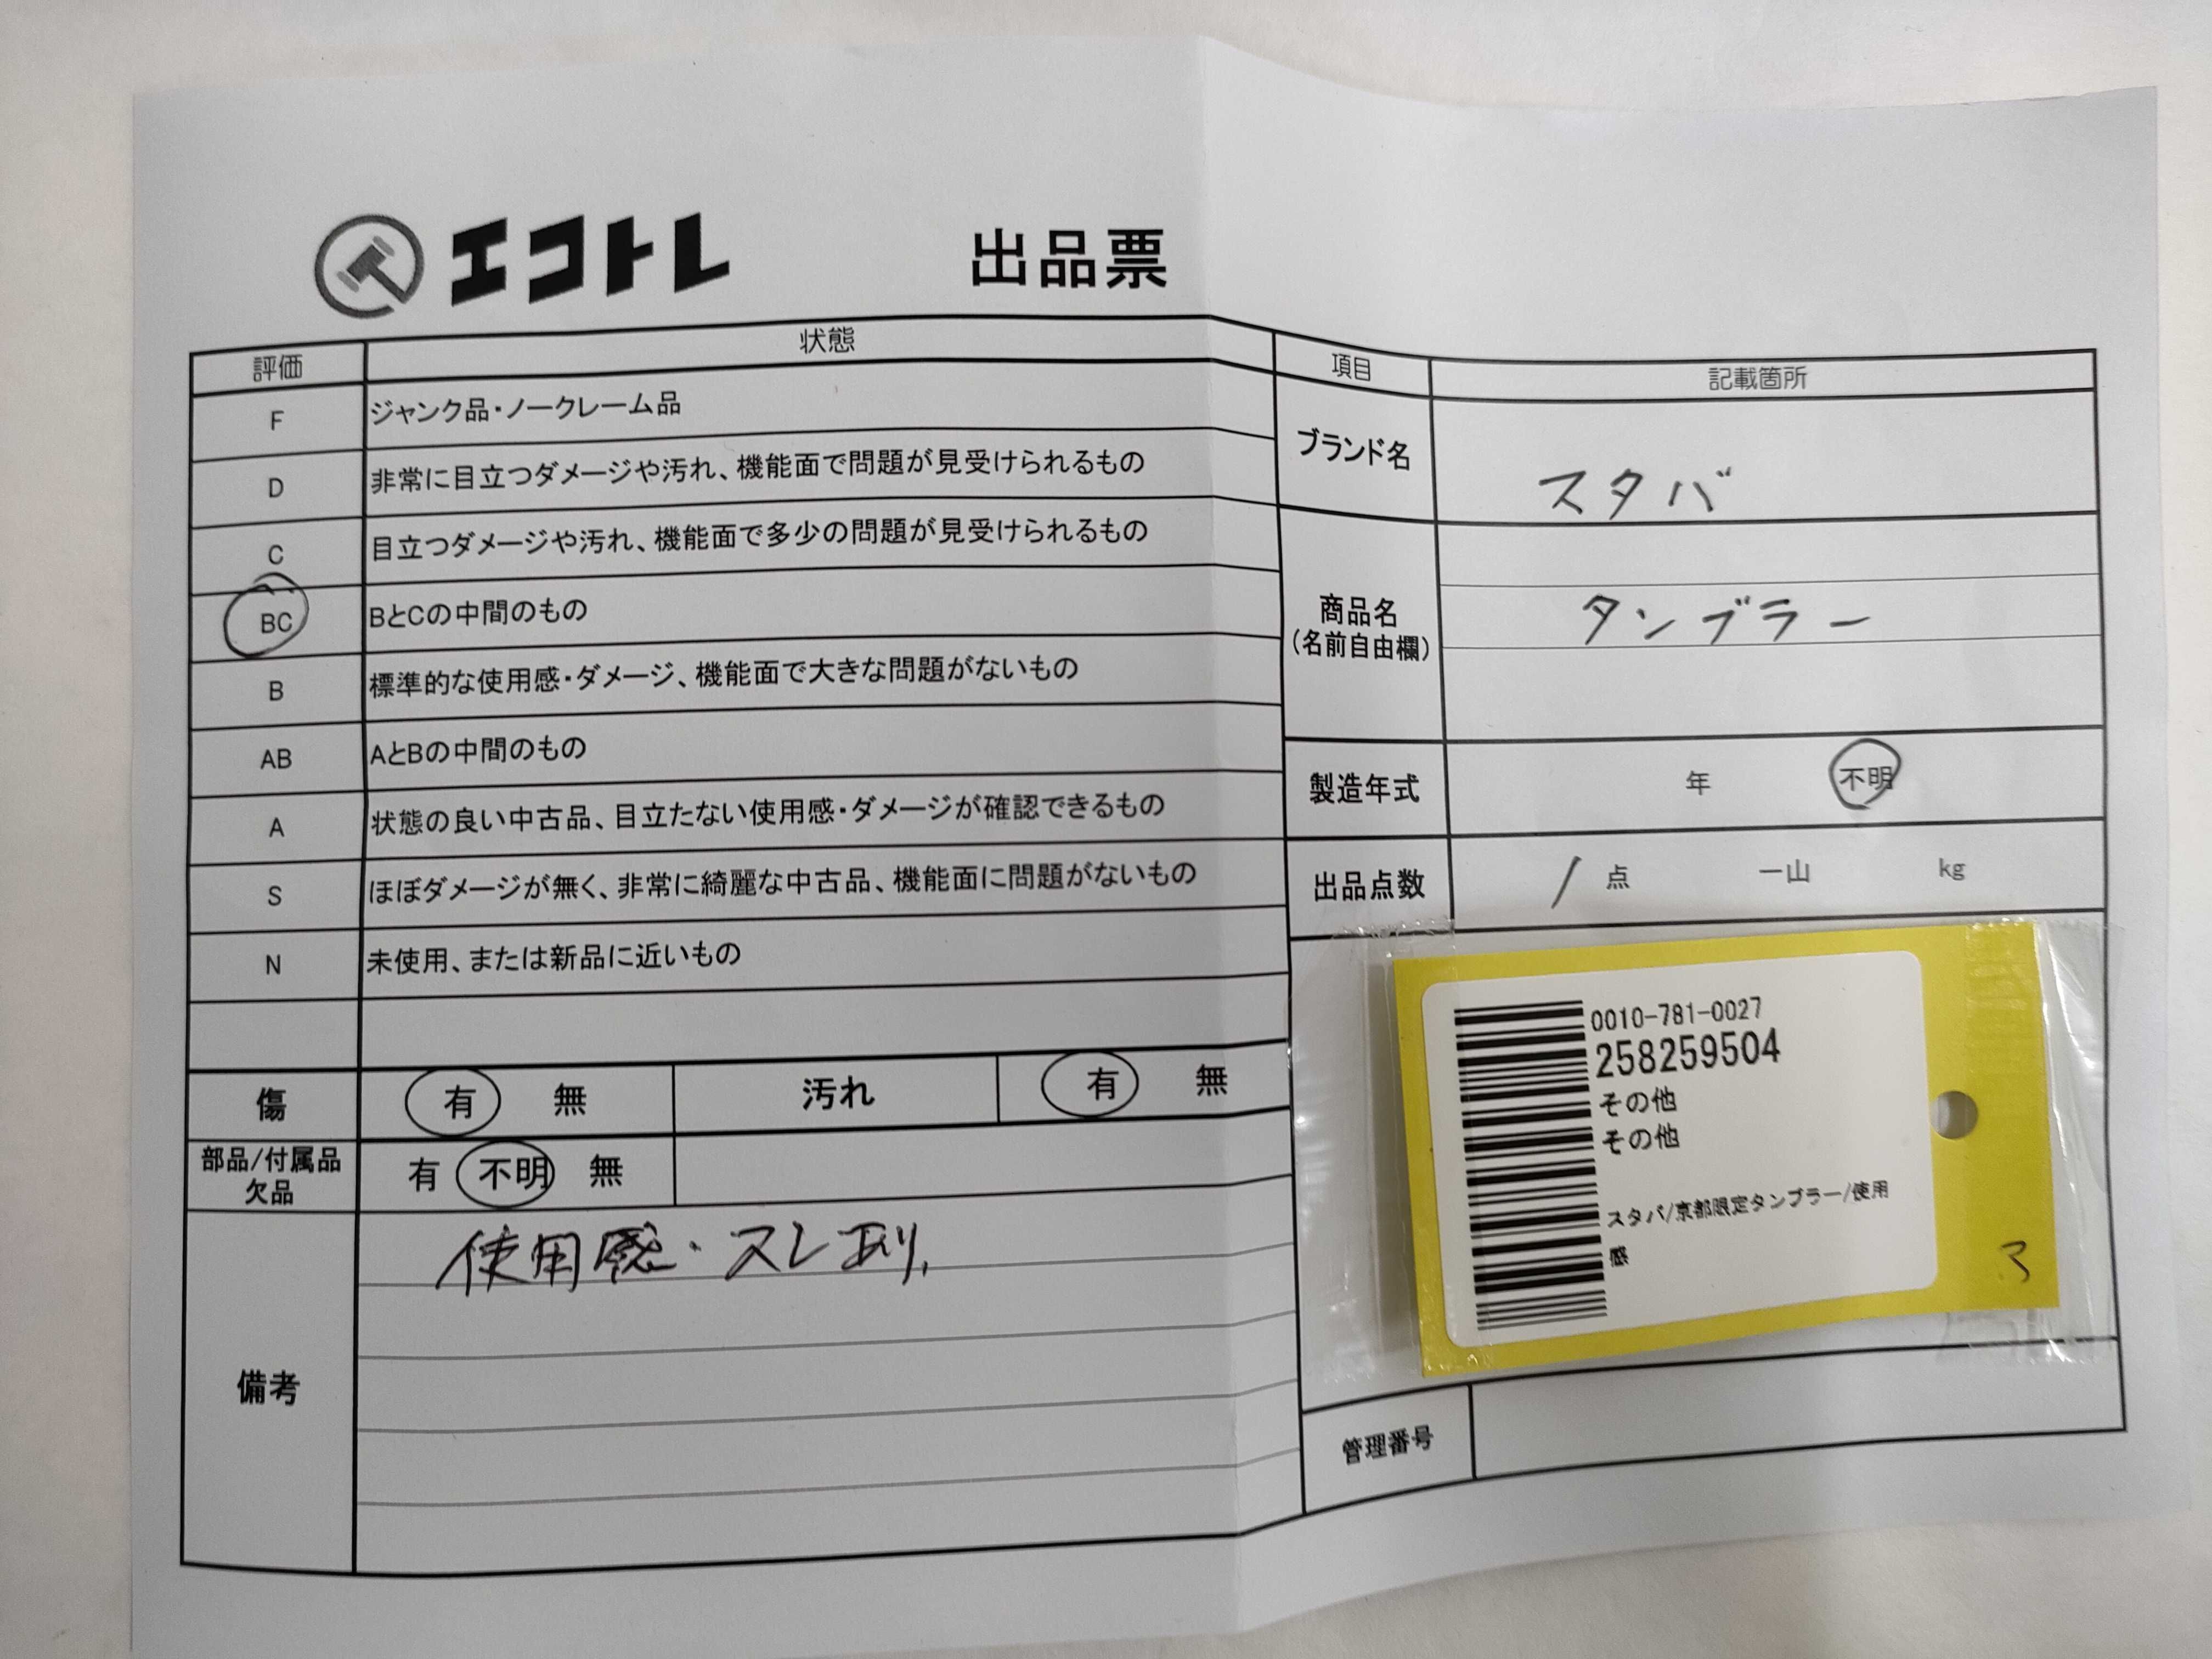 エコトレ
出品票
評価 状態
F ジャンク品・ノークレーム品
D 非常に目立つダメージや汚れ、機能面で問題が見受けられるもの
C 目立つダメージや汚れ、機能面で多少の問題が見受けられるもの
BC BとCの中間のもの
B 標準的な使用感・ダメージ、機能面で大きな問題がないもの
AB AとBの中間のもの
A 状態の良い中古品、目立たない使用感・ダメージが確認できるもの
S ほぼダメージが無く、非常に綺麗な中古品、機能面に問題がないもの
N 未使用、または新品に近いもの
傷 有 無 汚れ 有 無
部品/付属品
欠品
有 不明 無
備考
使用感・スレ有り.
項目 記載箇所
ブランド名 スタバ
商品名
(名前自由欄)
タンブラー
製造年式 年 不明
出品点数 1 点 一山 kg
0010-781-0027
258259504
その他
その他
スタバ/京都限定タンブラー/使用
感
管理番号